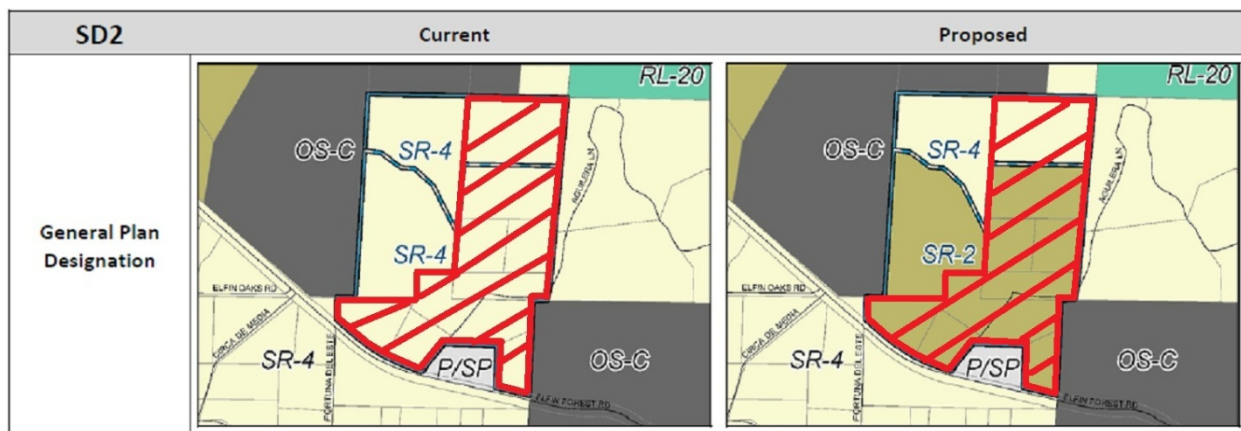 SD2 Current Proposed
General Plan
Designation
RL-20
OS-C
SR-4
AGUILERA LN
SR-4
ELFIN OAKS RD
CIRCA DE MEDIA
SR-4
FORTUNA DEL ESTE
P/SP
OS-C
ELFIN FOREST RD
RL-20
OS-C
SR-4
AGUILERA LN
SR-2
ELFIN OAKS RD
CIRCA DE MEDIA
SR-4
FORTUNA DEL ESTE
P/SP
OS-C
ELFIN FOREST RD